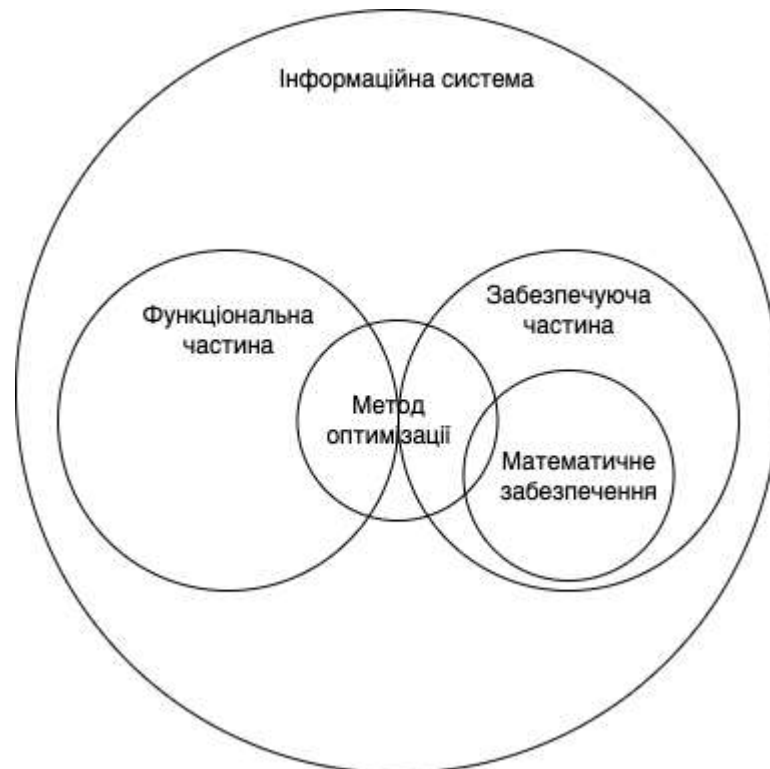 Інформаційна система
Функціональна
частина
Забезпечуюча
частина
Метод
оптимізації
Математичне
забезпечення